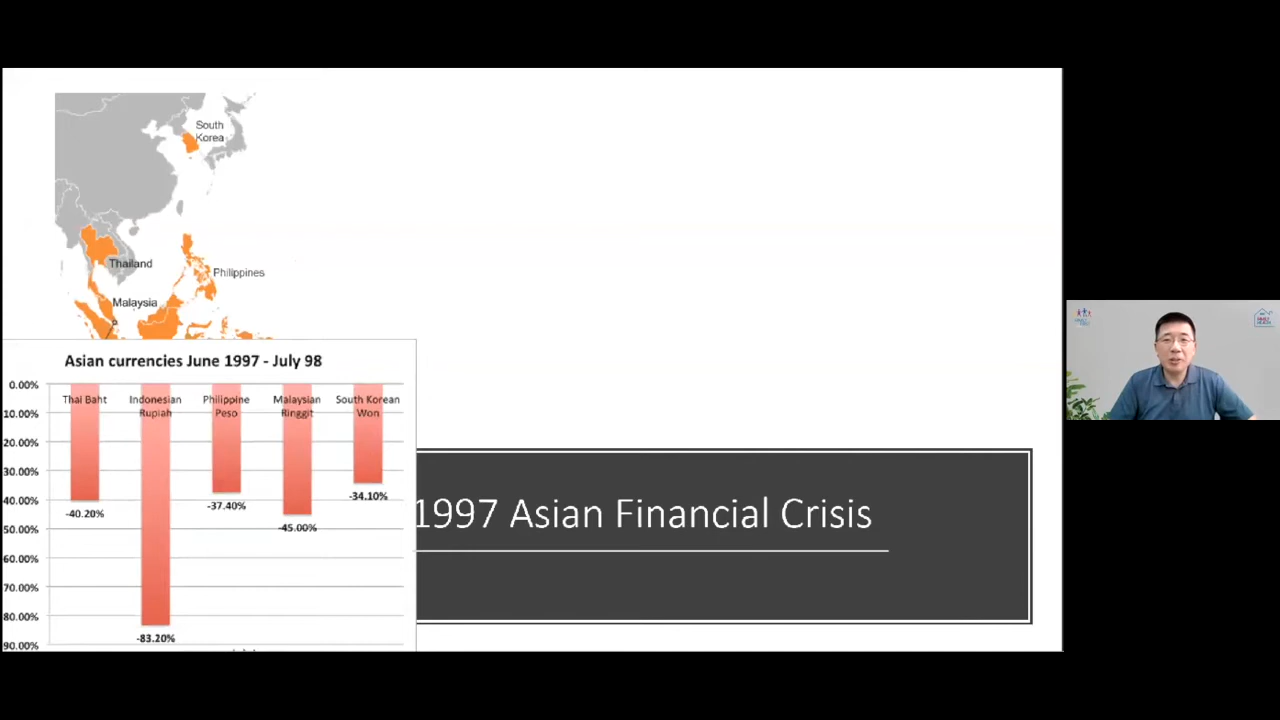 South
Korea
Thailand
Philippines
Malaysia
Asian currencies June 1997 - July 98
0.00%
Thai Baht
Indonesian
Rupiah
Philippine
Peso
Malaysian
Ringgit
South Korean
Won
10.00%
20.00%
30.00%
40.00%
50.00%
60.00%
70.00%
80.00%
90.00%
-40.20%
-83.20%
-37.40%
-45.00%
-34.10%
1997 Asian Financial Crisis